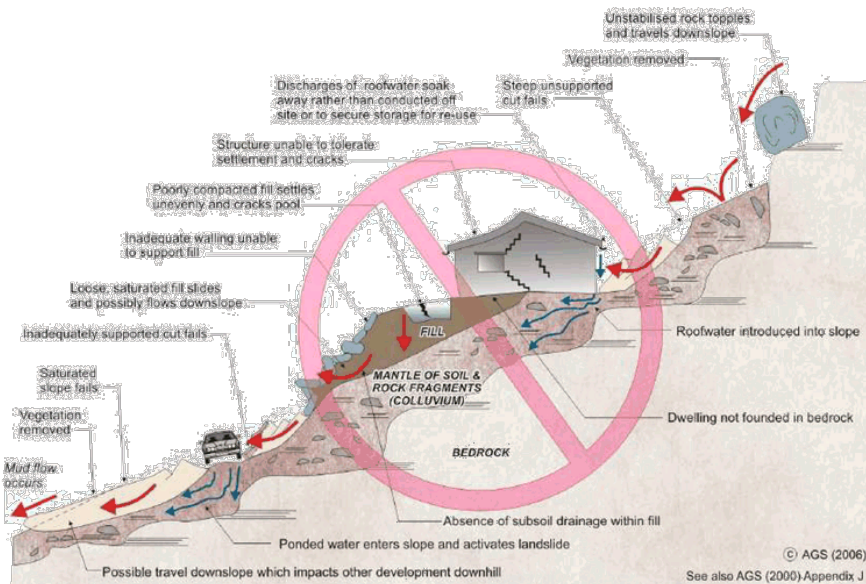 Unstabilised rock topples
and travels downslope
Vegetation removed
Discharges of roofwater soak
away rather than conducted off
site or to secure storage for re-use
Steep unsupported
cut fails
Structure unable to tolerate
settlement and cracks
Poorly compacted fill settles
unevenly and cracks pool
Inadequate walling unable
to support fill
Loose, saturated fill slides
and possibly flows downslope
Inadequately supported cut fails
Roofwater introduced into slope
FILL
MANTLE OF SOIL &
ROCK FRAGMENTS
(COLLUVIUM)
Saturated
slope fails
Vegetation
removed
Dwelling not founded in bedrock
BEDROCK
Mud flow
occurs
Absence of subsoil drainage within fill
Ponded water enters slope and activates landslide
Possible travel downslope which impacts other development downhill
© AGS (2006)
See also AGS (2000) Appendix J